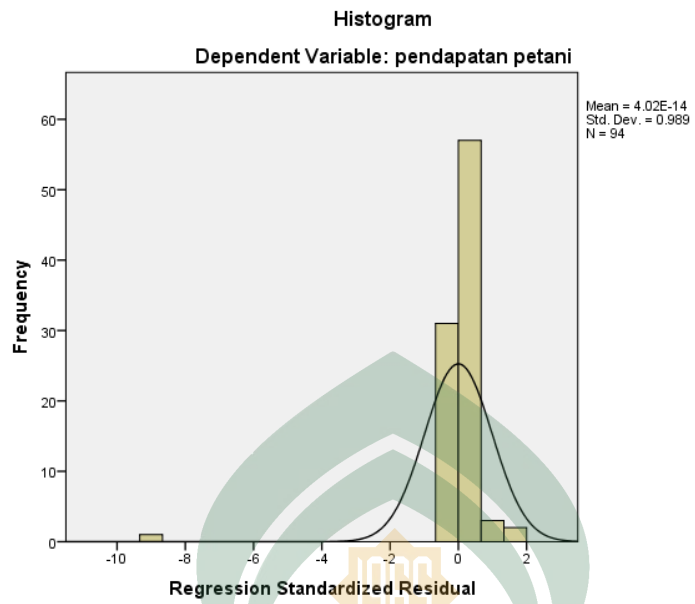 Histogram
Dependent Variable: pendapatan petani
Mean = 4.02E-14
Std. Dev. = 0.989
N = 94
Frequency
60
50
40
30
20
10
0
-10 -8 -6 -4 -2 0 2
Regression Standardized Residual